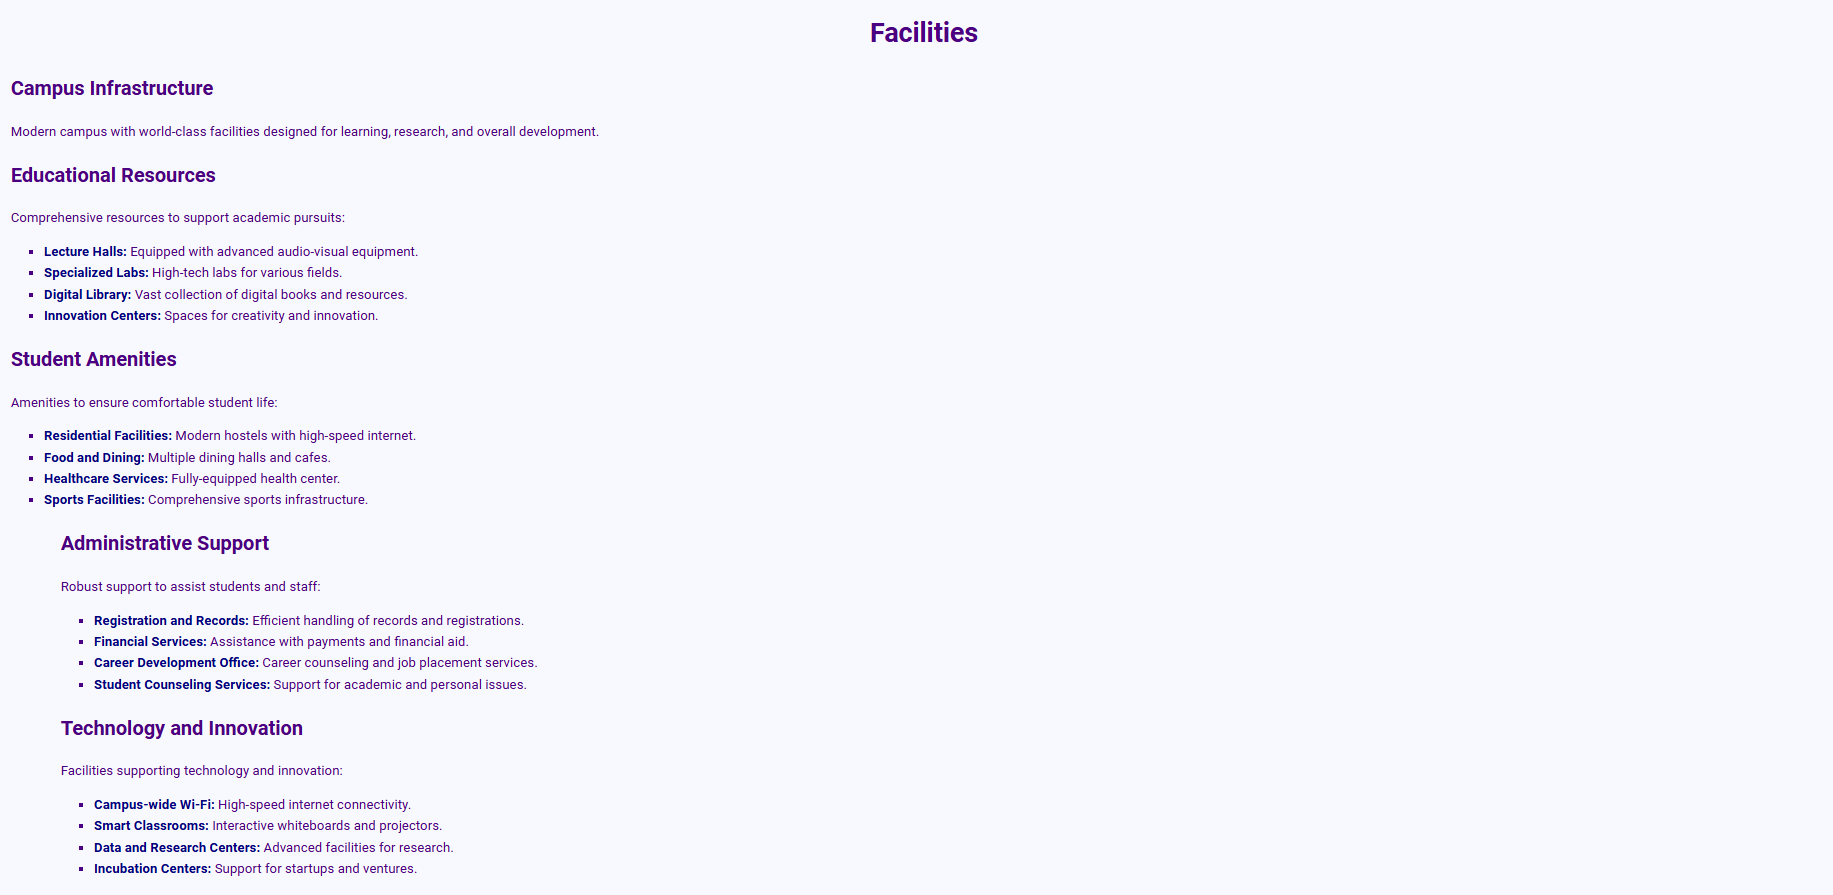 Facilities
Campus Infrastructure
Modern campus with world-class facilities designed for learning, research, and overall development.
Educational Resources
Comprehensive resources to support academic pursuits:
Lecture Halls: Equipped with advanced audio-visual equipment.
Specialized Labs: High-tech labs for various fields.
Digital Library: Vast collection of digital books and resources.
Innovation Centers: Spaces for creativity and innovation.
Student Amenities
Amenities to ensure comfortable student life:
Residential Facilities: Modern hostels with high-speed internet.
Food and Dining: Multiple dining halls and cafes.
Healthcare Services: Fully-equipped health center.
Sports Facilities: Comprehensive sports infrastructure.
Administrative Support
Robust support to assist students and staff:
Registration and Records: Efficient handling of records and registrations.
Financial Services: Assistance with payments and financial aid.
Career Development Office: Career counseling and job placement services.
Student Counseling Services: Support for academic and personal issues.
Technology and Innovation
Facilities supporting technology and innovation:
Campus-wide Wi-Fi: High-speed internet connectivity.
Smart Classrooms: Interactive whiteboards and projectors.
Data and Research Centers: Advanced facilities for research.
Incubation Centers: Support for startups and ventures.